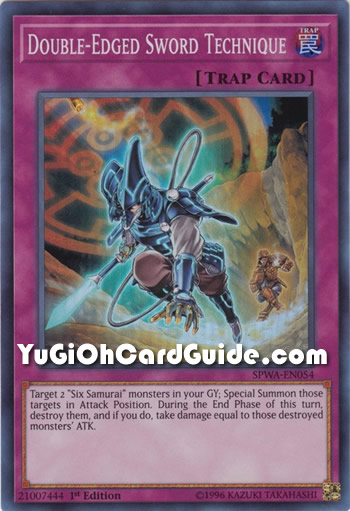 DOUBLE-EDGED SWORD TECHNIQUE
TRAP
罠
[TRAP CARD]
YuGiOhCardGuide.com
SPWA-EN054
Target 2 "Six Samurai" monsters in your GY; Special Summon those
targets in Attack Position. During the End Phase of this turn,
destroy them, and if you do, take damage equal to those destroyed
monsters' ATK.
21007444 1st Edition ©1996 KAZUKI TAKAHASHI